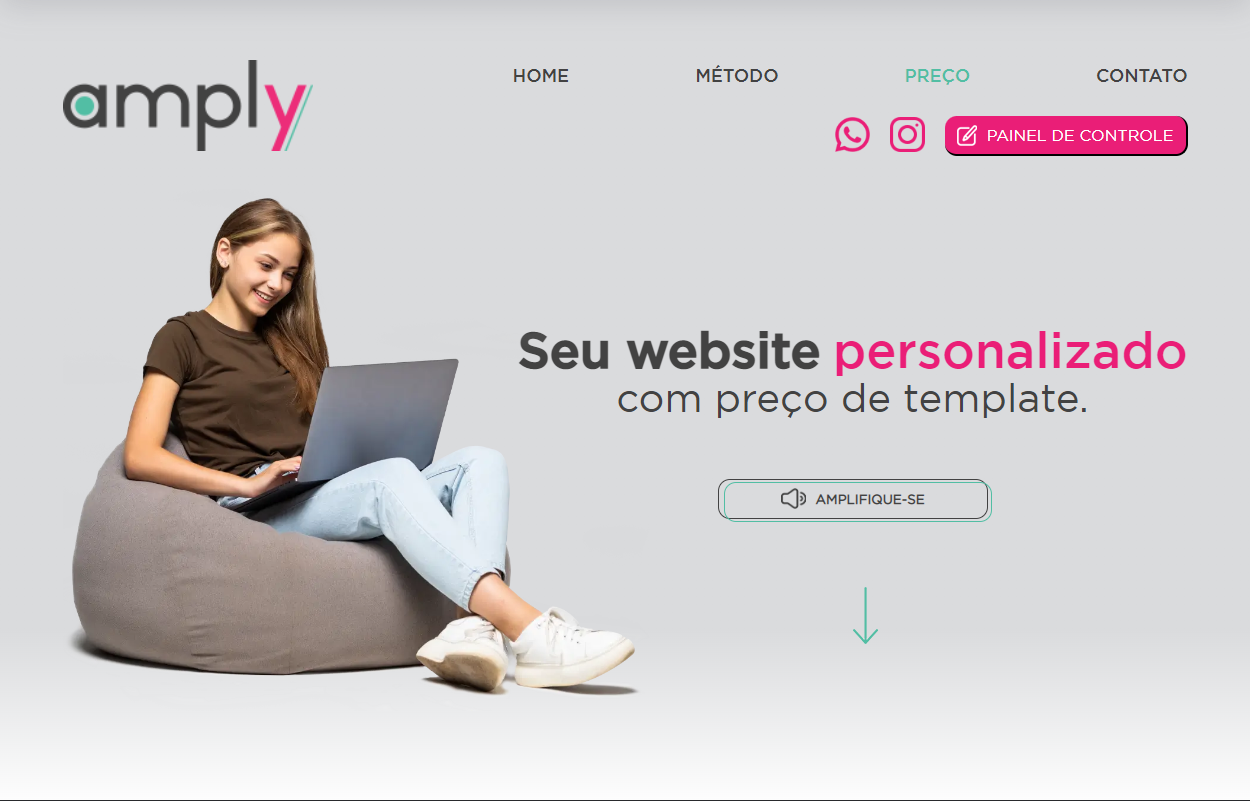 amply
HOME MÉTODO PREÇO CONTATO
PAINEL DE CONTROLE
Seu website personalizado
com preço de template.
AMPLIFIQUE-SE